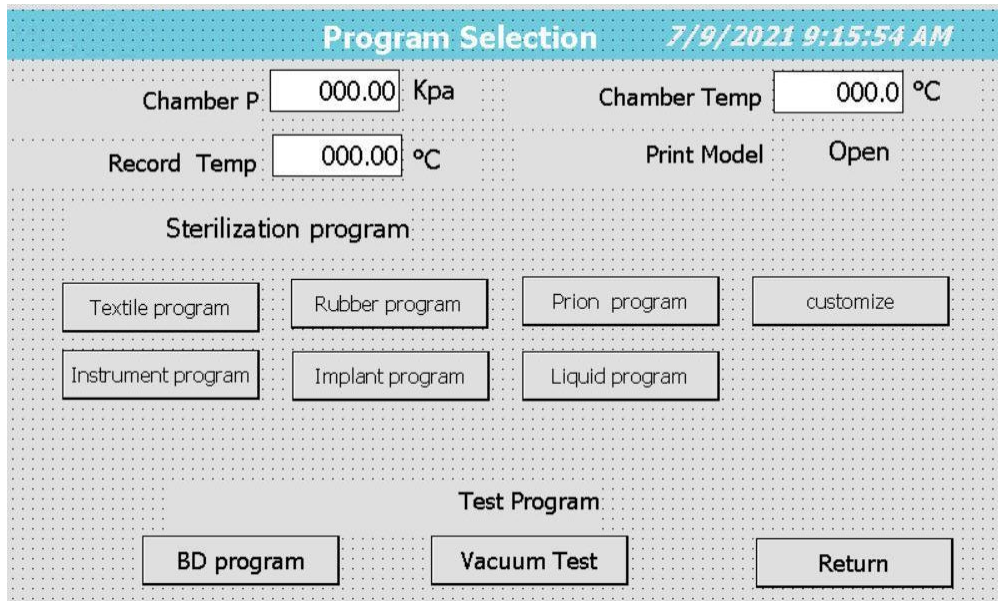 Program Selection 7/9/2021 9:15:54 AM
Chamber P 000.00 Kpa Chamber Temp 000.0 °C
Record Temp 000.00 °C Print Model Open
Sterilization program
Textile program Rubber program Prion program customize
Instrument program Implant program Liquid program
Test Program
BD program Vacuum Test Return